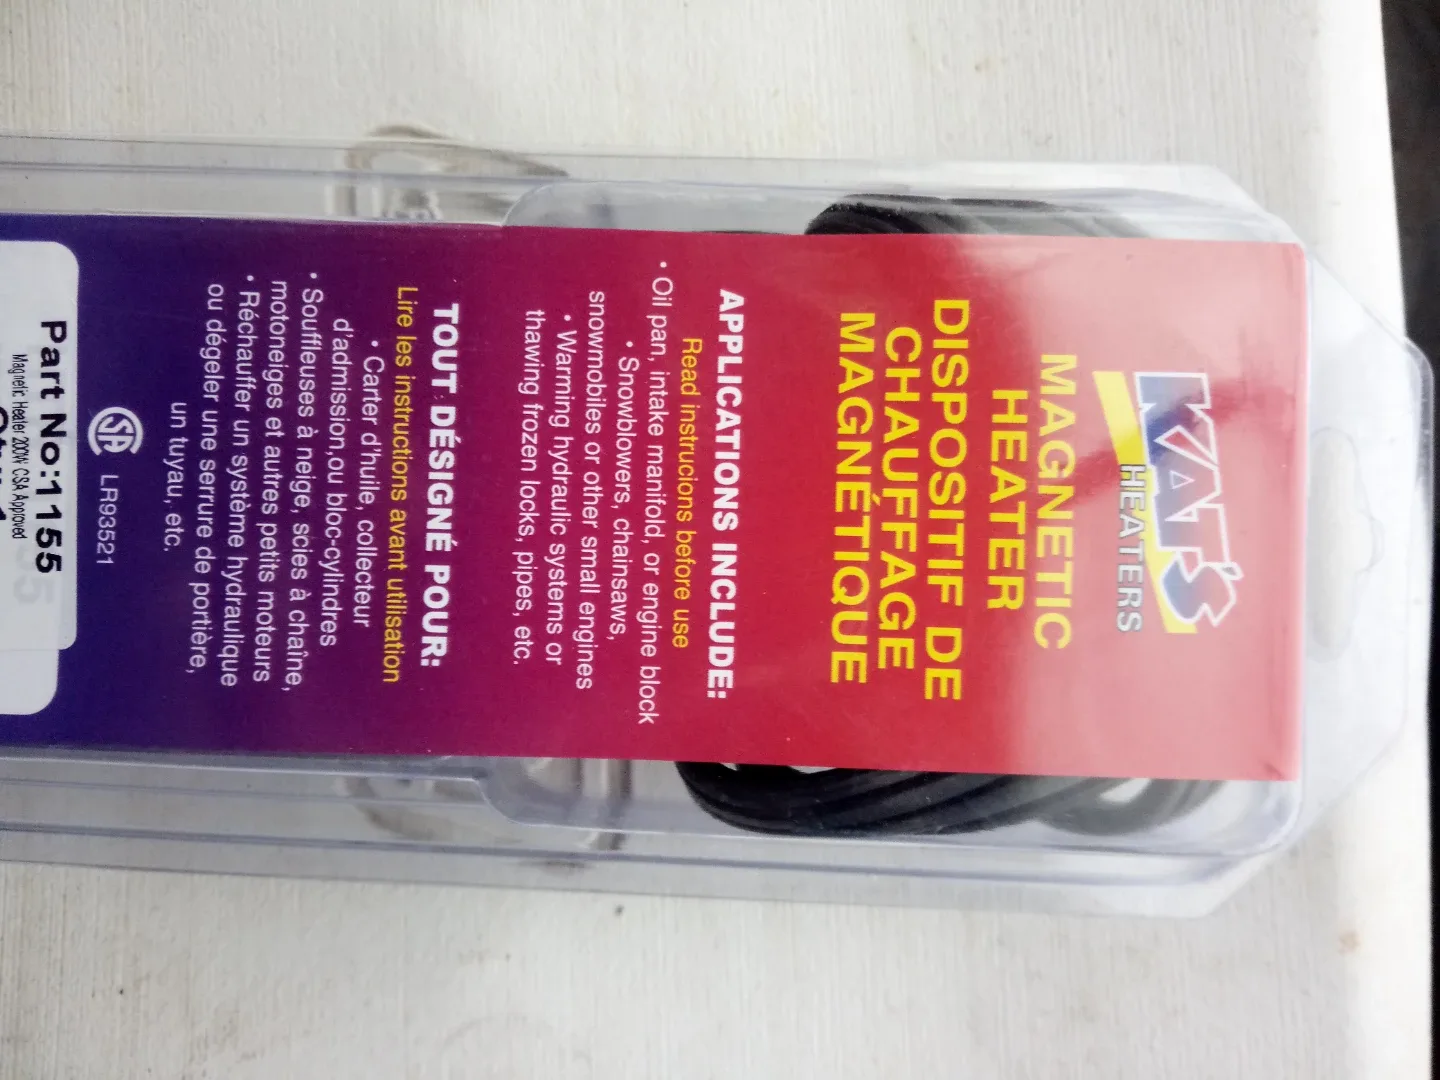 KAT'S
HEATERS
MAGNETIC
HEATER
DISPOSITIF DE
CHAUFFAGE
MAGNÉTIQUE
APPLICATIONS INCLUDE:
Read instrucions before use
• Oil pan, intake manifold, or engine block
• Snowblowers, chainsaws,
snowmobiles or other small engines
• Warming hydraulic systems or
thawing frozen locks, pipes, etc.
TOUT DÉSIGNÉ POUR:
Lire les instructions avant utilisation
• Carter d'huile, collecteur
d'admission,ou bloc-cylindres
• Souffleuses à neige, scies à chaîne,
motoneiges et autres petits moteurs
• Réchauffer un système hydraulique
ou dégeler une serrure de portière,
un tuyau, etc.
SA LR93521
Part No:1155
Magnetic Heater 200W CSA Approved